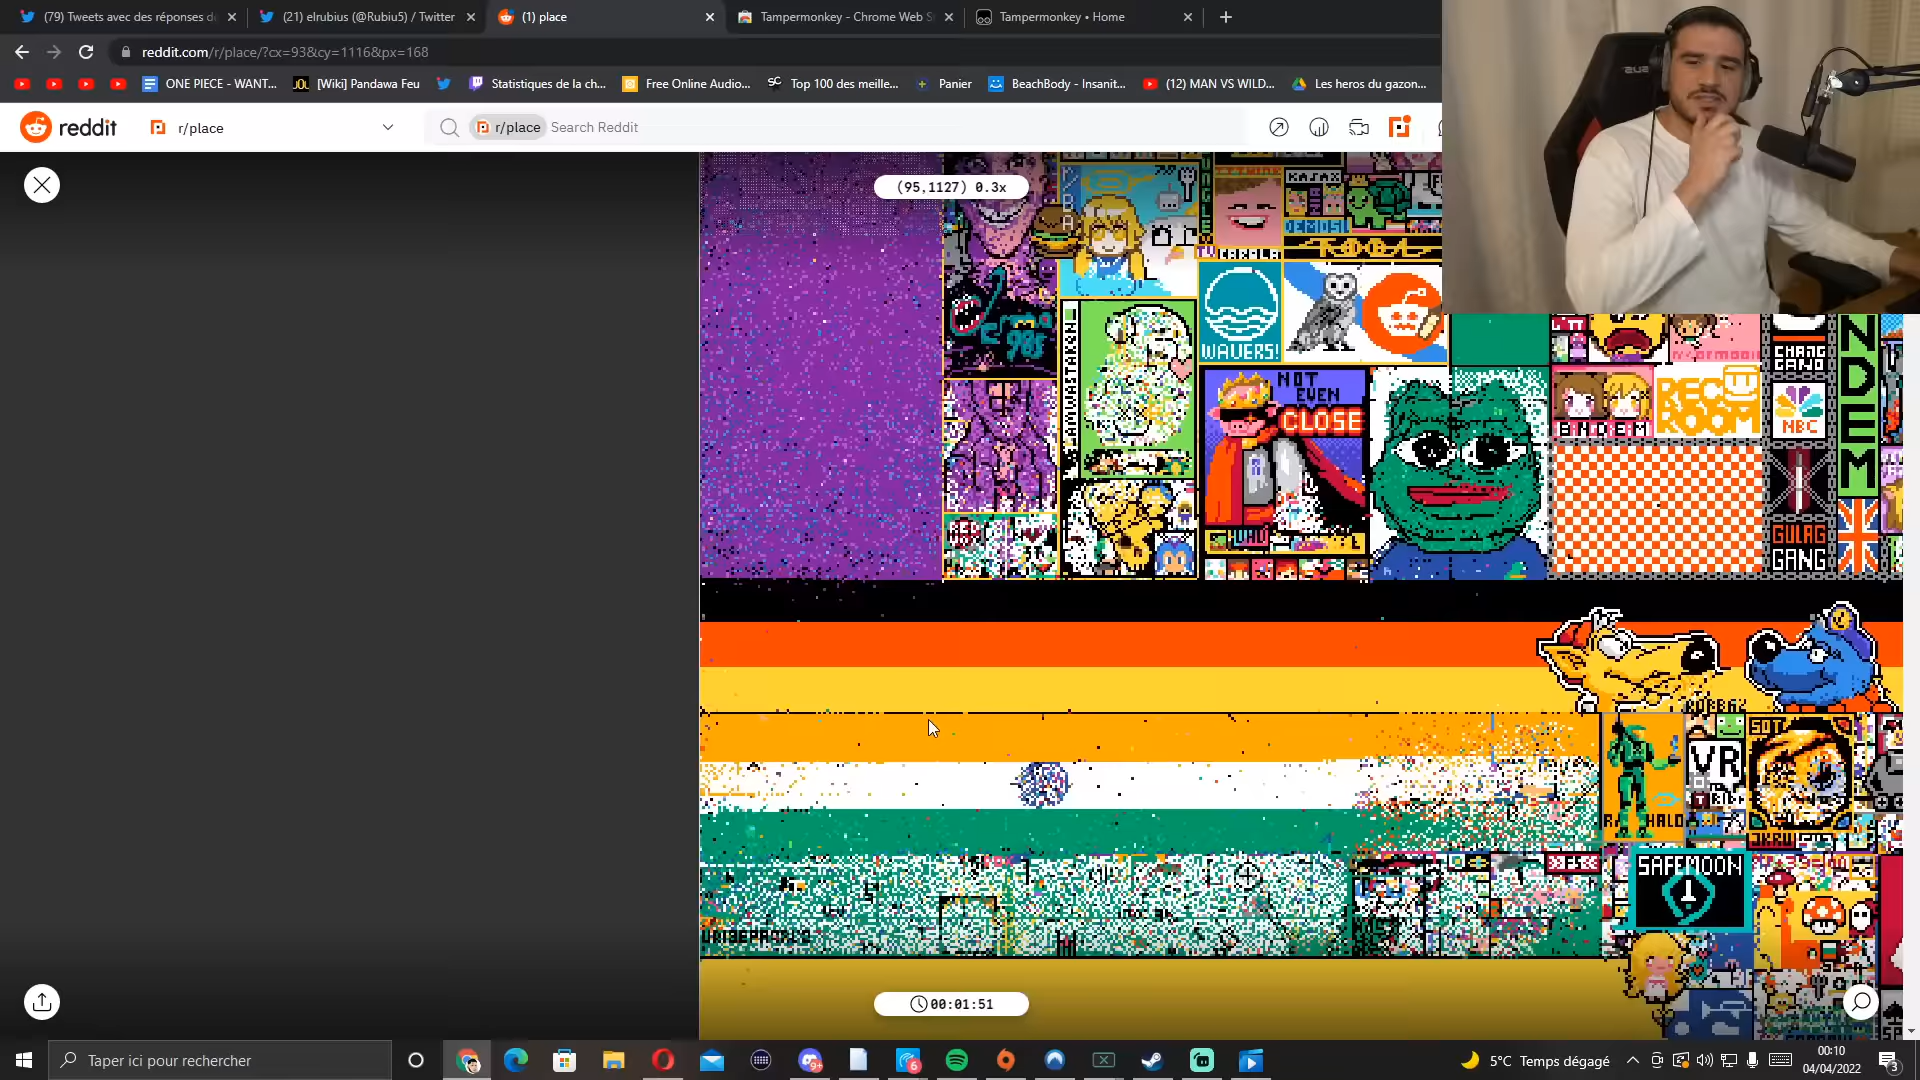 (79) Tweets avec des réponses d
(21) elrubius (@Rubiu5) / Twitter
(1) place
Tampermonkey - Chrome Web S
Tampermonkey • Home
reddit.com/r/place/?cx=93&cy=1116&px=168
ONE PIECE - WANT...
[Wiki] Pandawa Feu
Statistiques de la ch...
Free Online Audio...
Top 100 des meille...
Panier
BeachBody - Insanit...
(12) MAN VS WILD...
Les heros du gazon...
reddit
r/place
r/place
Search Reddit
(95,1127) 0.3x
WAVERS!
NOT
EVEN
CLOSE
REC
ROOM
CHANG
GANG
NBC
GULAG
GANG
NDEM
VR
HALO
SAFEMOON
00:01:51
Taper ici pour rechercher
5°C Temps dégagé
00:10
04/04/2022